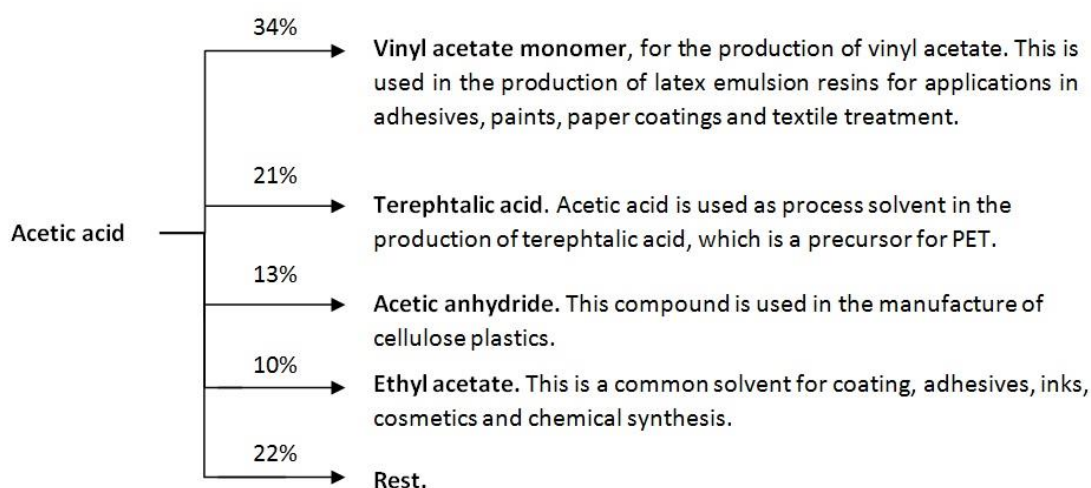 34%
Vinyl acetate monomer, for the production of vinyl acetate. This is
used in the production of latex emulsion resins for applications in
adhesives, paints, paper coatings and textile treatment.
21%
Terephtalic acid. Acetic acid is used as process solvent in the
production of terephtalic acid, which is a precursor for PET.
Acetic acid
13%
Acetic anhydride. This compound is used in the manufacture of
cellulose plastics.
10%
Ethyl acetate. This is a common solvent for coating, adhesives, inks,
cosmetics and chemical synthesis.
22%
Rest.